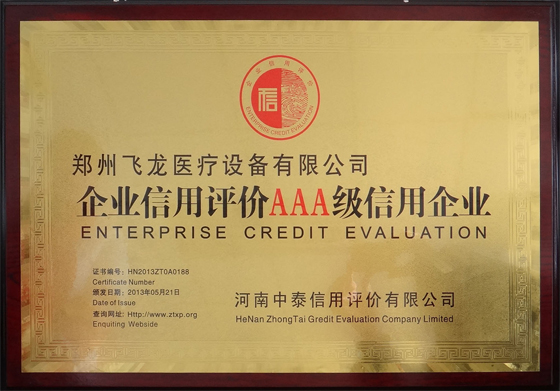 企业信用评价
信
ENTERPRISE CREDIT EVALUATION
郑州飞龙医疗设备有限公司
企业信用评价AAA级信用企业
ENTERPRISE CREDIT EVALUATION
证书编号：HN2013ZT0A0188
Certificate Number
颁发日期：2013年05月21日
Date of Issue
查询网址：Http://www.ztxp.org
Enquiting Webside
河南中泰信用评价有限公司
HeNan ZhongTai Gredit Evaluation Company Limited